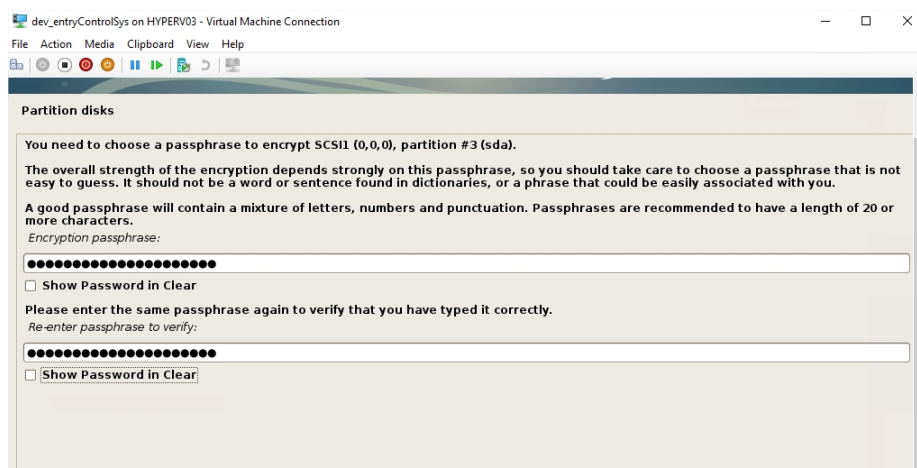 dev_entryControlSys on HYPERV03 - Virtual Machine Connection
File Action Media Clipboard View Help
Partition disks
You need to choose a passphrase to encrypt SCSI1 (0,0,0), partition #3 (sda).
The overall strength of the encryption depends strongly on this passphrase, so you should take care to choose a passphrase that is not
easy to guess. It should not be a word or sentence found in dictionaries, or a phrase that could be easily associated with you.
A good passphrase will contain a mixture of letters, numbers and punctuation. Passphrases are recommended to have a length of 20 or
more characters.
Encryption passphrase:
●●●●●●●●●●●●●●●●●●●●●
Show Password in Clear
Please enter the same passphrase again to verify that you have typed it correctly.
Re-enter passphrase to verify:
●●●●●●●●●●●●●●●●●●●●●
Show Password in Clear